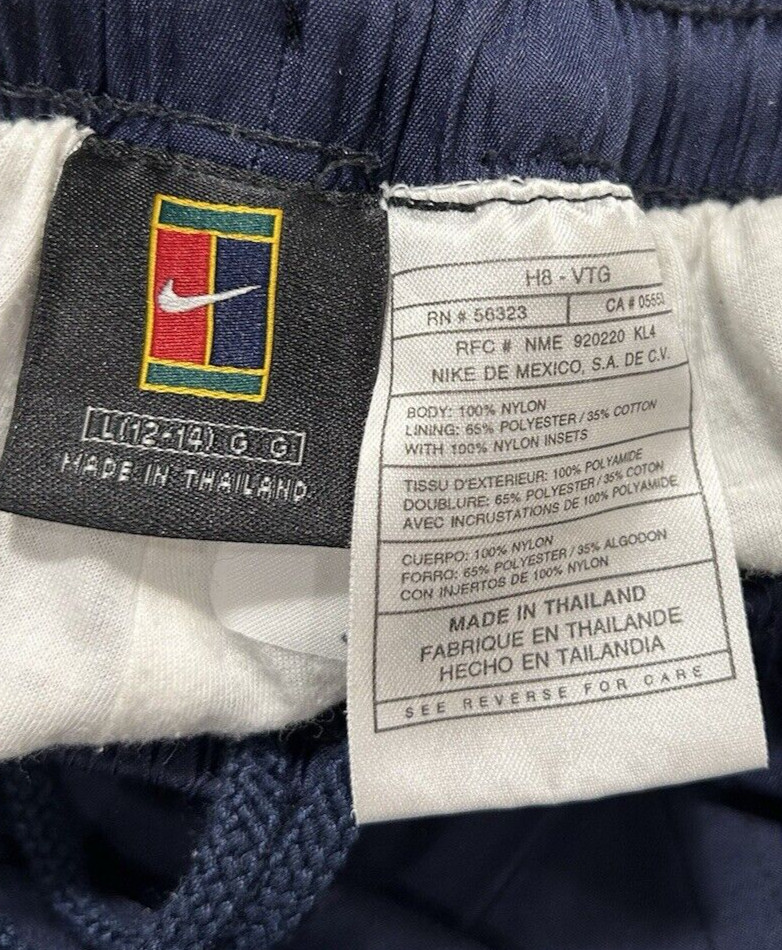 L(12-14) G G
MADE IN THAILAND
H8 - VTG
RN # 56323
CA # 05553
RFC # NME 920220 KL4
NIKE DE MEXICO, S.A. DE C.V.
BODY: 100% NYLON
LINING: 65% POLYESTER / 35% COTTON
WITH 100% NYLON INSETS
TISSU D'EXTERIEUR: 100% POLYAMIDE
DOUBLURE: 65% POLYESTER / 35% COTON
AVEC INCRUSTATIONS DE 100% POLYAMIDE
CUERPO: 100% NYLON
FORRO: 65% POLYESTER / 35% ALGODON
CON INJERTOS DE 100% NYLON
MADE IN THAILAND
FABRIQUE EN THAILANDE
HECHO EN TAILANDIA
SEE REVERSE FOR CARE